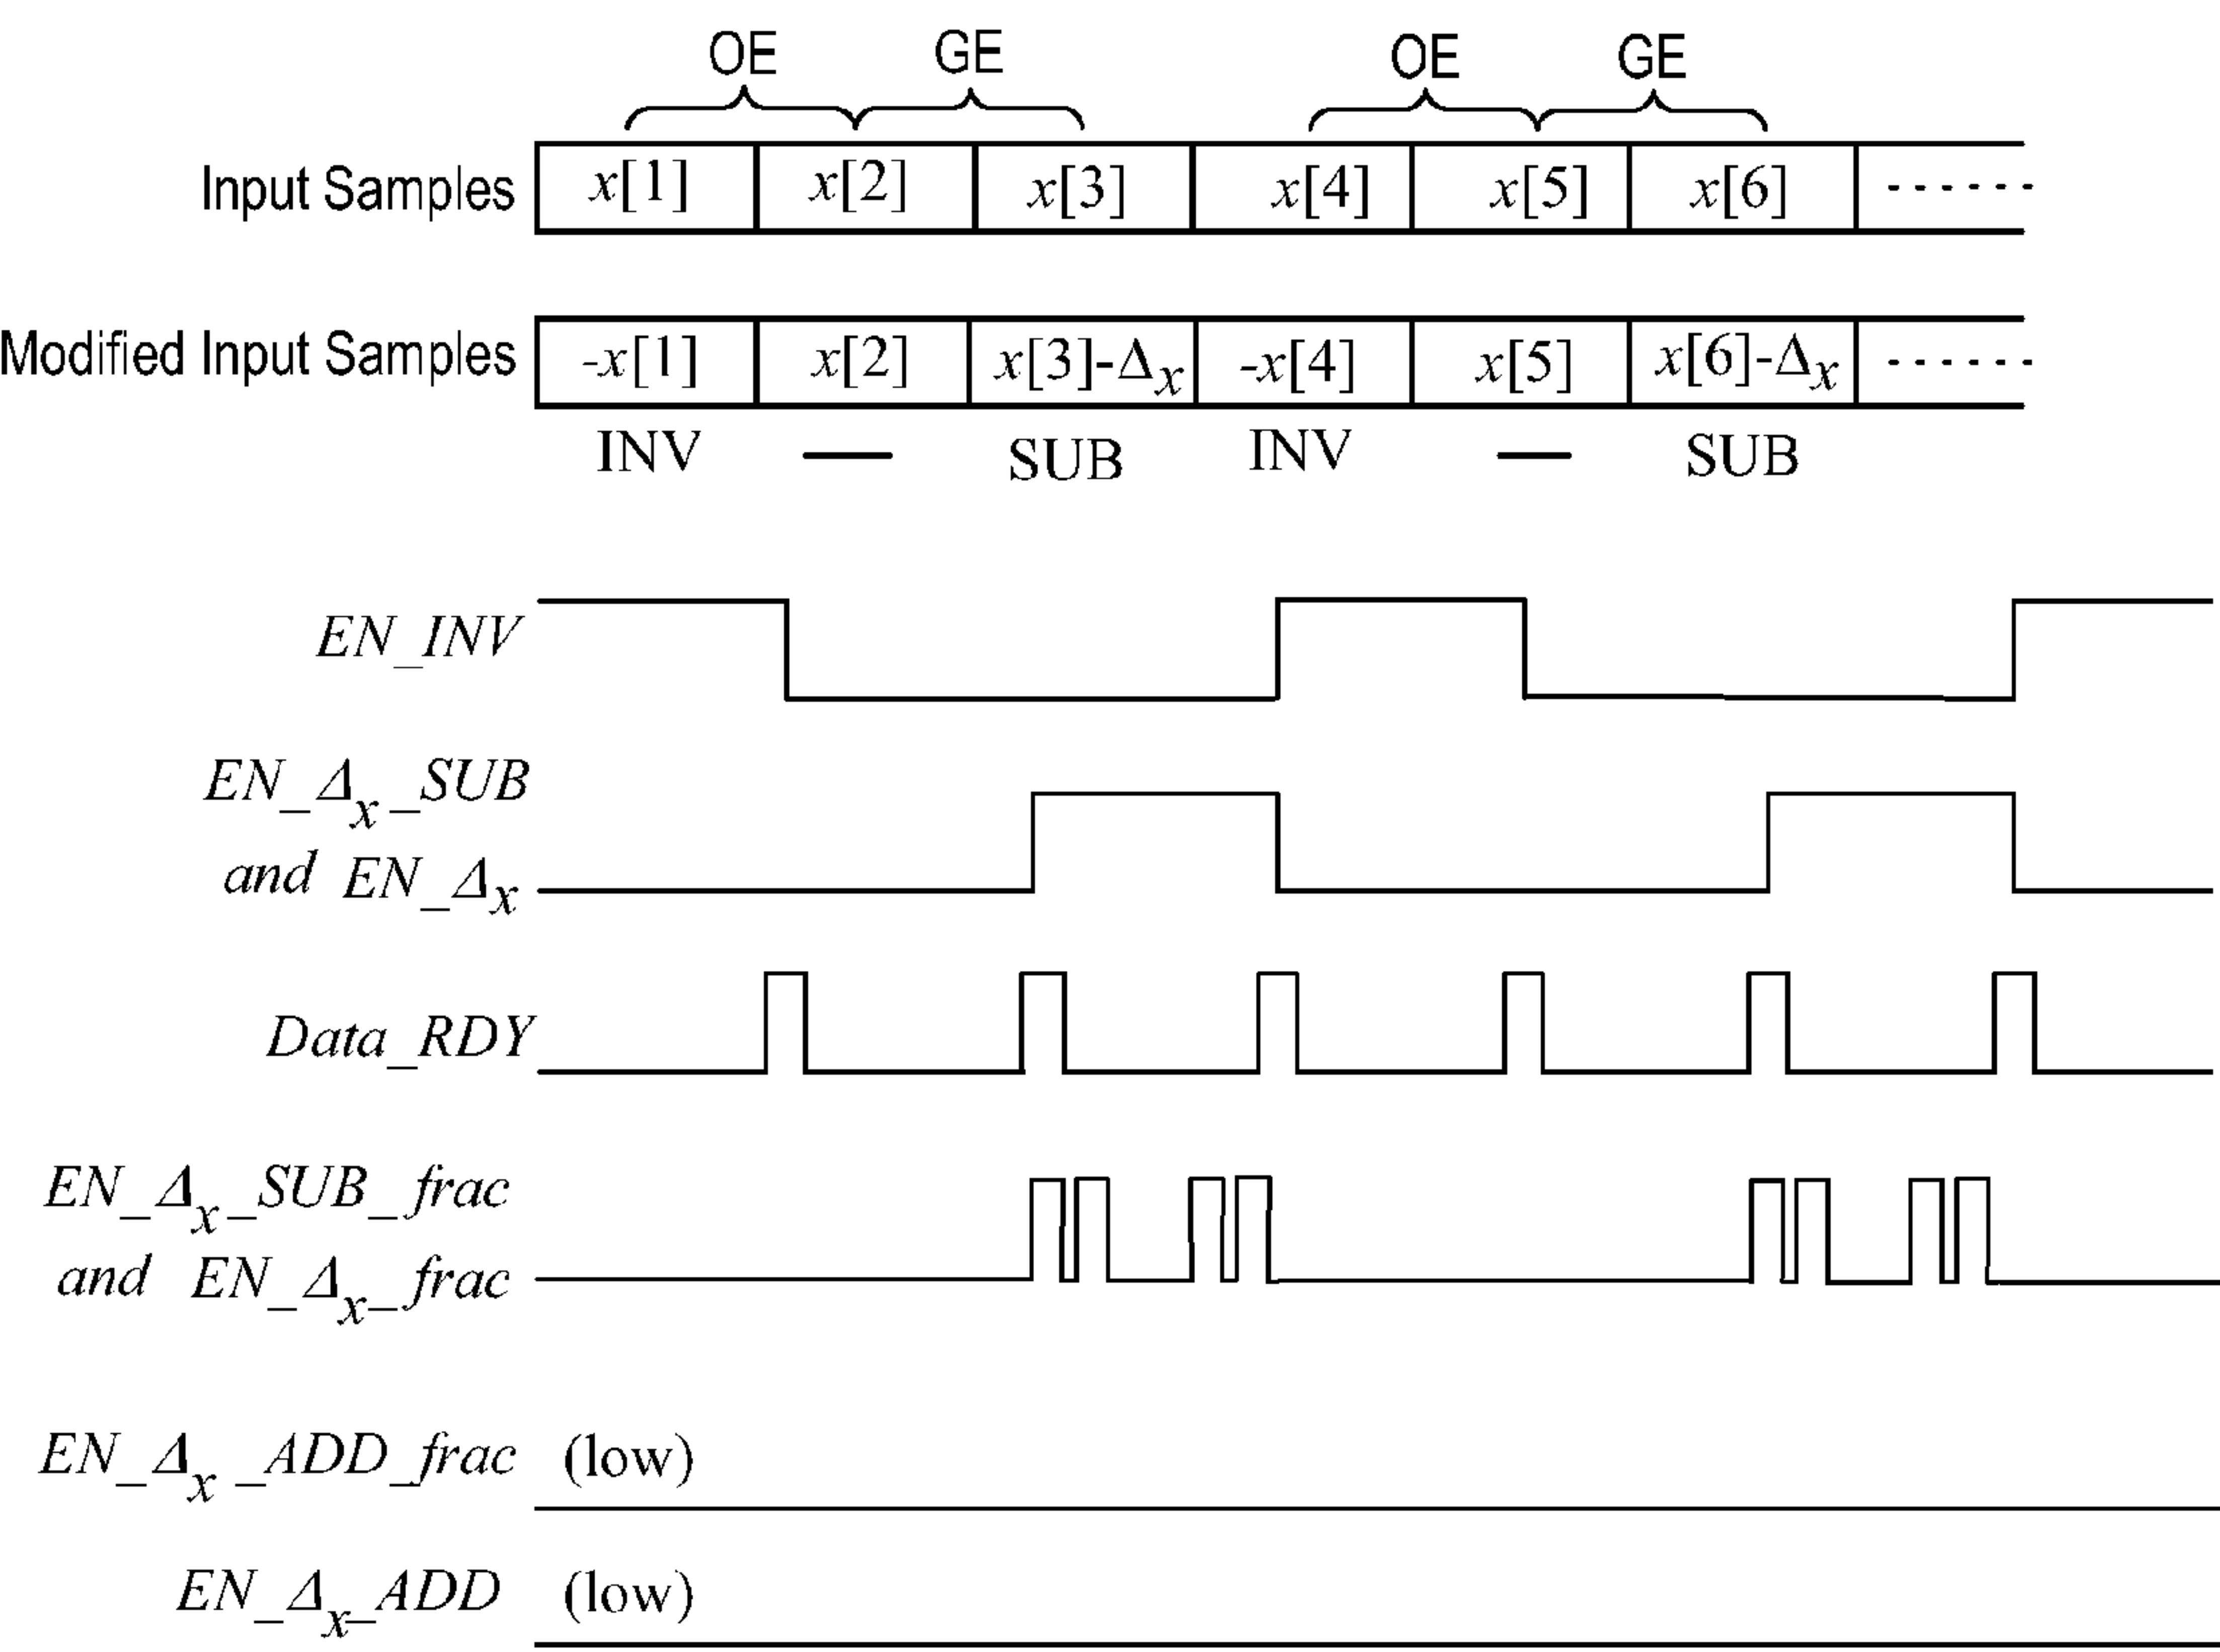 OE GE OE GE
Input Samples x[1] x[2] x[3] x[4] x[5] x[6] ------
Modified Input Samples -x[1] x[2] x[3]-Δx -x[4] x[5] x[6]-Δx ------
INV — SUB INV — SUB
EN_INV
EN_Δx_SUB
and EN_Δx
Data_RDY
EN_Δx_SUB_frac
and EN_Δx_frac
EN_Δx_ADD_frac (low)
EN_Δx_ADD (low)